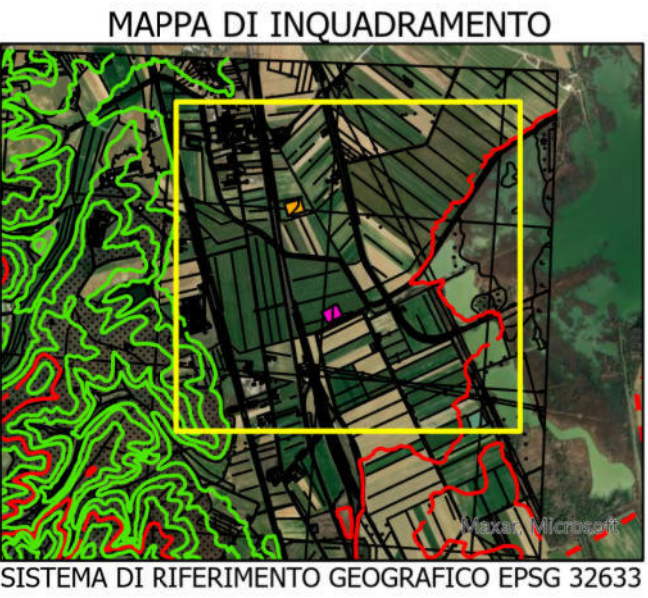 MAPPA DI INQUADRAMENTO
Maxar, Microsoft
SISTEMA DI RIFERIMENTO GEOGRAFICO EPSG 32633